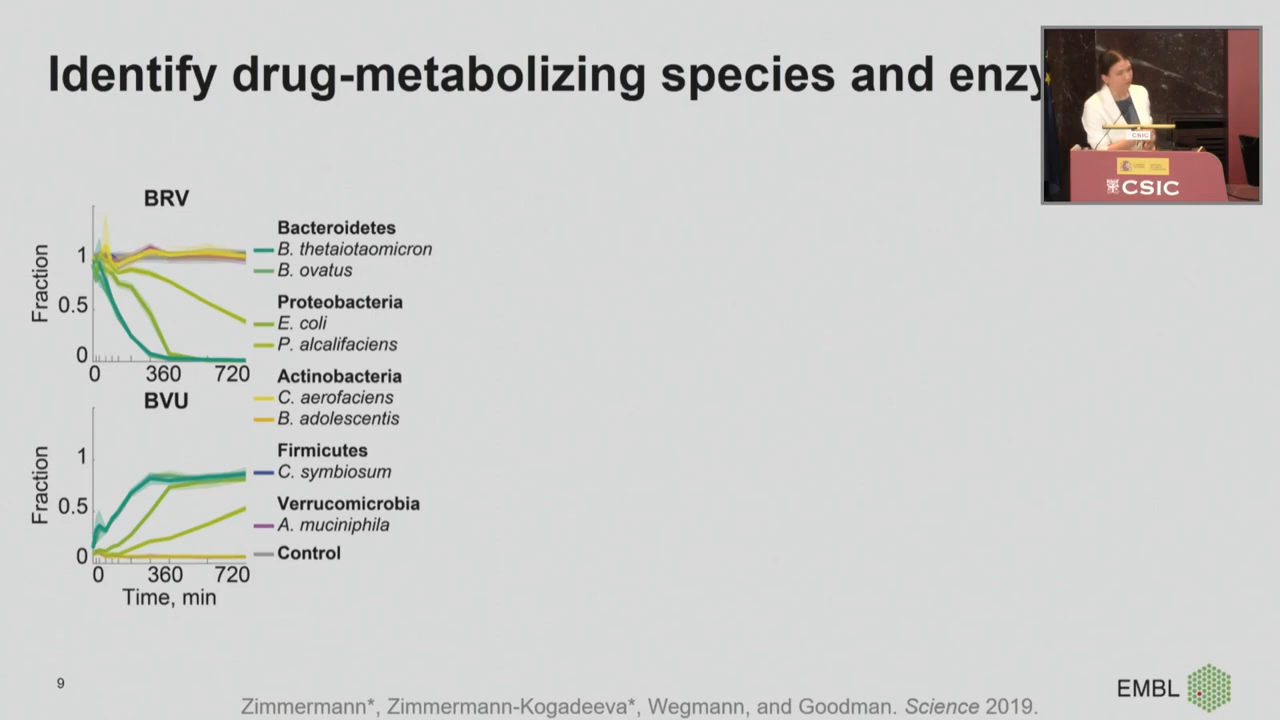 Identify drug-metabolizing species and enzy
CSIC
CSIC
BRV
Fraction
1
0.5
0
0
360
720
BVU
Fraction
1
0.5
0
0
360
720
Time, min
Bacteroidetes
B. thetaiotaomicron
B. ovatus
Proteobacteria
E. coli
P. alcalifaciens
Actinobacteria
C. aerofaciens
B. adolescentis
Firmicutes
C. symbiosum
Verrucomicrobia
A. muciniphila
Control
9
EMBL
Zimmermann*, Zimmermann-Kogadeeva*, Wegmann, and Goodman. Science 2019.